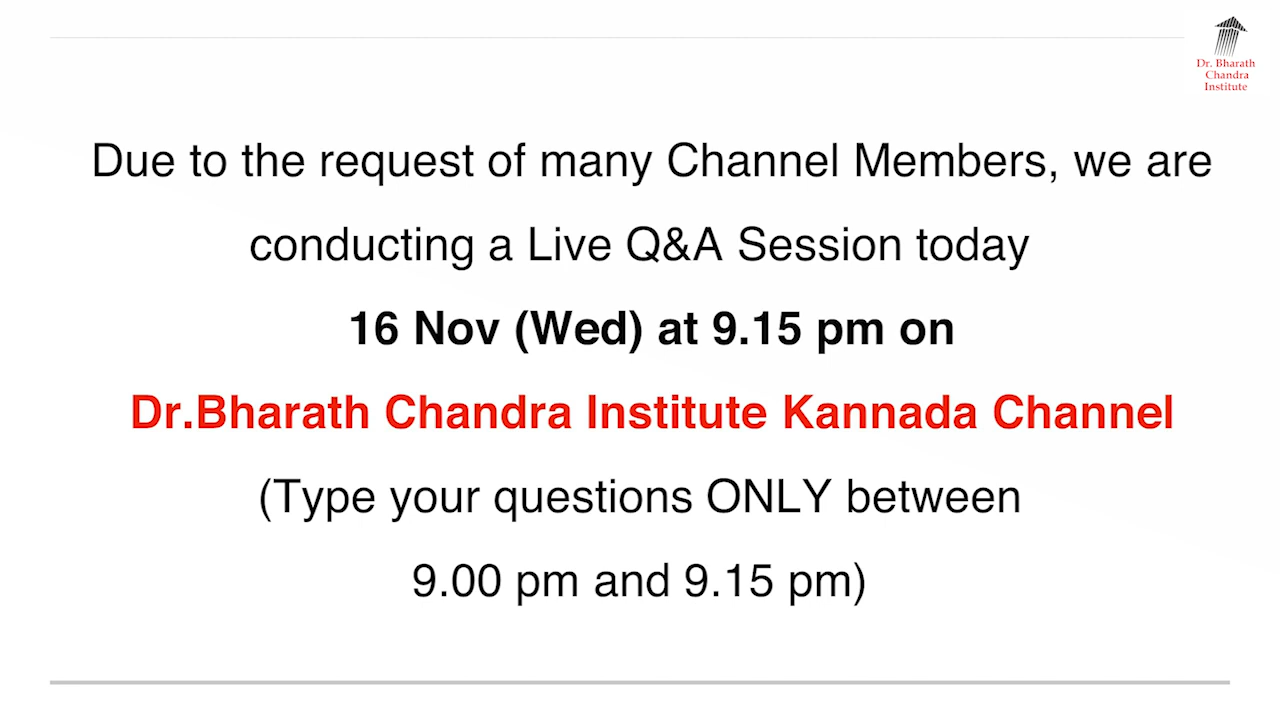 Dr. Bharath
Chandra
Institute
Due to the request of many Channel Members, we are
conducting a Live Q&A Session today
16 Nov (Wed) at 9.15 pm on
Dr.Bharath Chandra Institute Kannada Channel
(Type your questions ONLY between
9.00 pm and 9.15 pm)